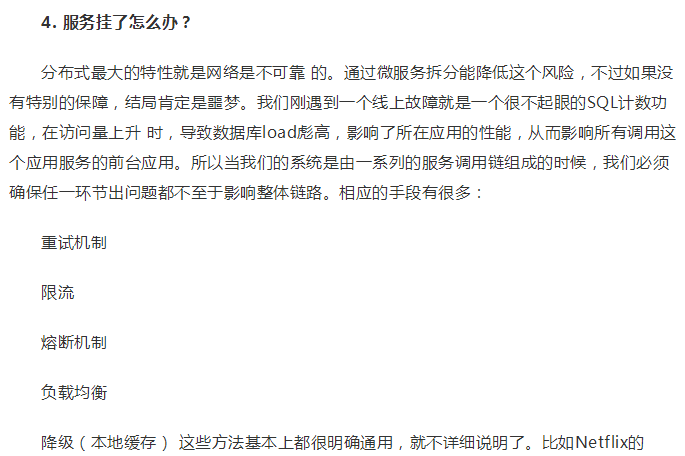 4. 服务挂了怎么办？
分布式最大的特性就是网络是不可靠 的。通过微服务拆分能降低这个风险，不过如果没
有特别的保障，结局肯定是噩梦。我们刚遇到一个线上故障就是一个很不起眼的SQL计数功
能，在访问量上升 时，导致数据库load彪高，影响了所在应用的性能，从而影响所有调用这
个应用服务的前台应用。所以当我们的系统是由一系列的服务调用链组成的时候，我们必须
确保任一环节出问题都不至于影响整体链路。相应的手段有很多：
重试机制
限流
熔断机制
负载均衡
降级（本地缓存） 这些方法基本上都很明确通用，就不详细说明了。比如Netflix的